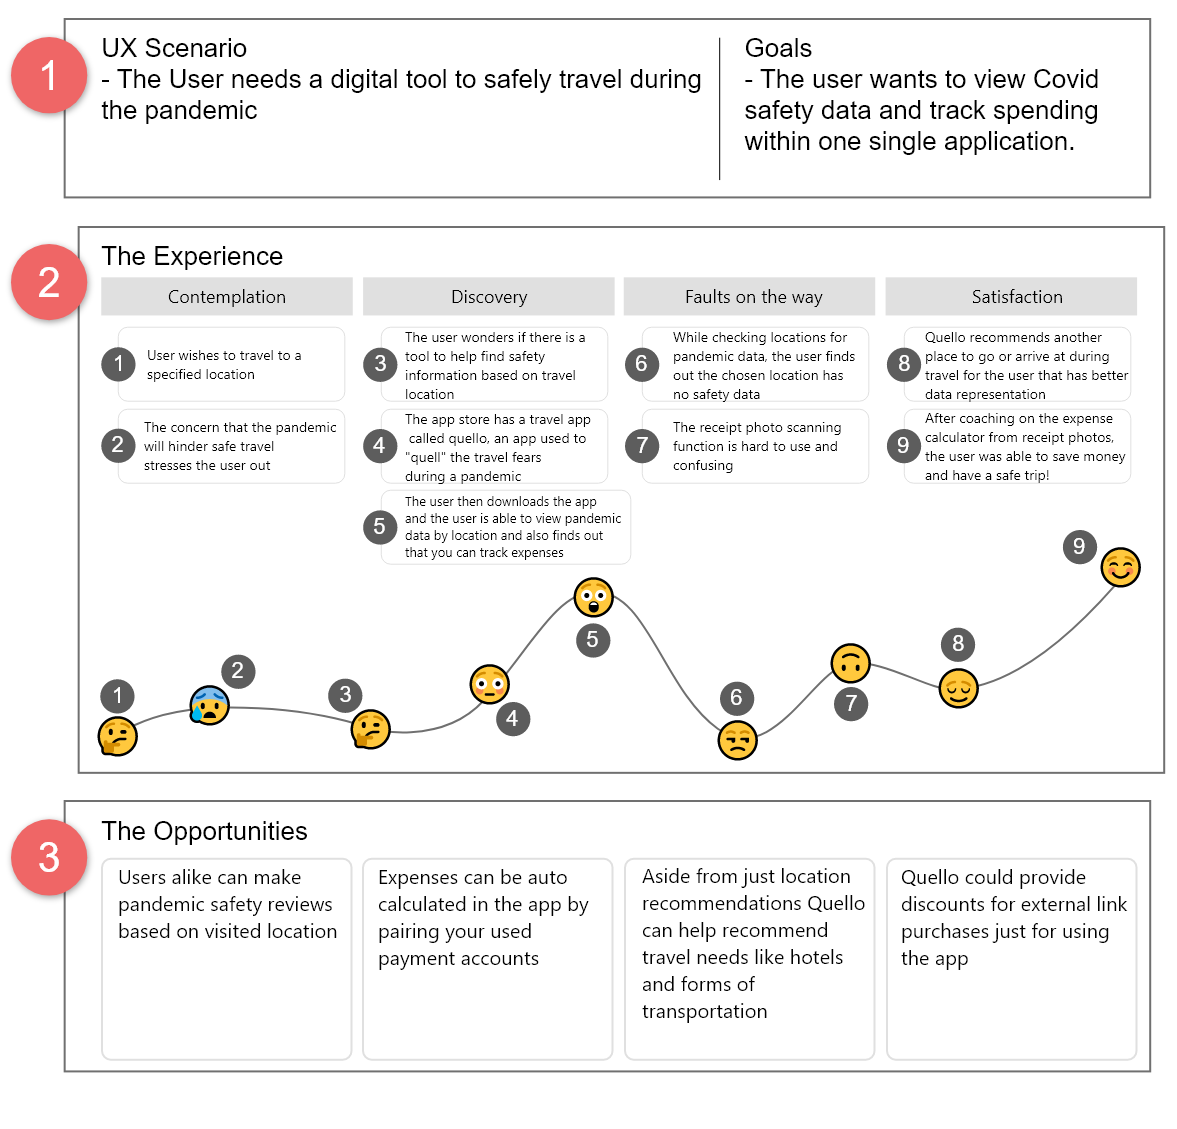 1
UX Scenario
- The User needs a digital tool to safely travel during
the pandemic
Goals
- The user wants to view Covid
safety data and track spending
within one single application.
2
The Experience
Contemplation
1
User wishes to travel to a
specified location
2
The concern that the pandemic
will hinder safe travel
stresses the user out
Discovery
3
The user wonders if there is a
tool to help find safety
information based on travel
location
4
The app store has a travel app
called quello, an app used to
"quell" the travel fears
during a pandemic
5
The user then downloads the app
and the user is able to view pandemic
data by location and also finds out
that you can track expenses
Faults on the way
6
While checking locations for
pandemic data, the user finds
out the chosen location has
no safety data
7
The receipt photo scanning
function is hard to use and
confusing
Satisfaction
8
Quello recommends another
place to go or arrive at during
travel for the user that has better
data representation
9
After coaching on the expense
calculator from receipt photos,
the user was able to save money
and have a safe trip!
1
2
3
4
5
6
7
8
9
3
The Opportunities
Users alike can make
pandemic safety reviews
based on visited location
Expenses can be auto
calculated in the app by
pairing your used
payment accounts
Aside from just location
recommendations Quello
can help recommend
travel needs like hotels
and forms of
transportation
Quello could provide
discounts for external link
purchases just for using
the app